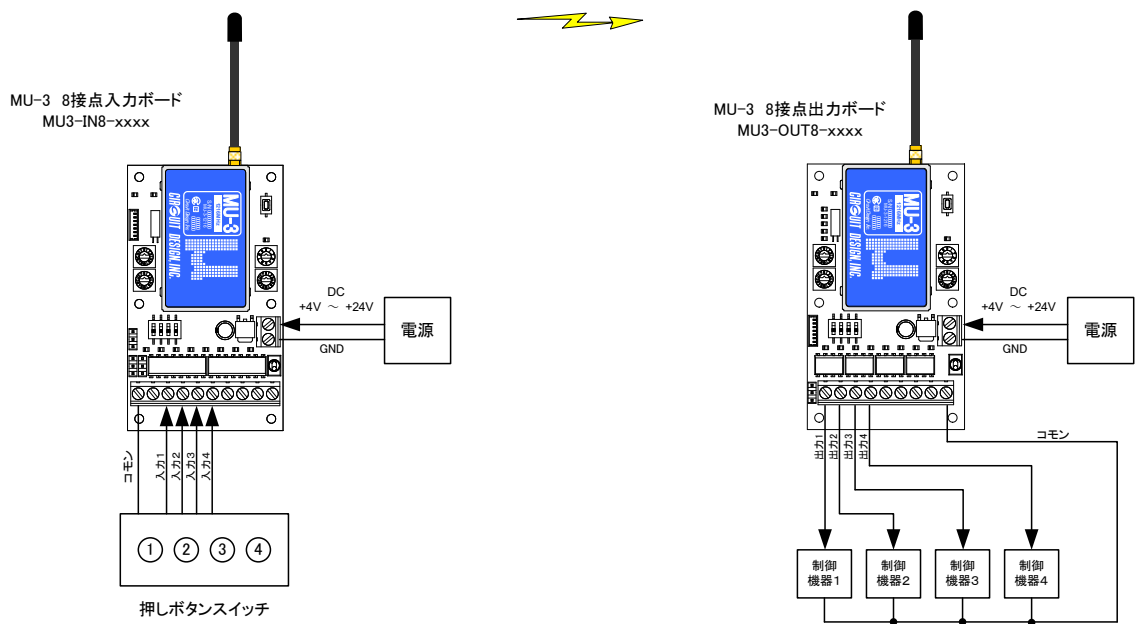 MU-3 8接点入力ボード
MU3-IN8-xxxx
MU-3
CIRCUIT DESIGN, INC.
DC
+4V ～ +24V
GND
電源
コモン
入力1
入力2
入力3
入力4
① ② ③ ④
押しボタンスイッチ
MU-3 8接点出力ボード
MU3-OUT8-xxxx
MU-3
CIRCUIT DESIGN, INC.
DC
+4V ～ +24V
GND
電源
出力1
出力2
出力3
出力4
コモン
制御
機器1
制御
機器2
制御
機器3
制御
機器4